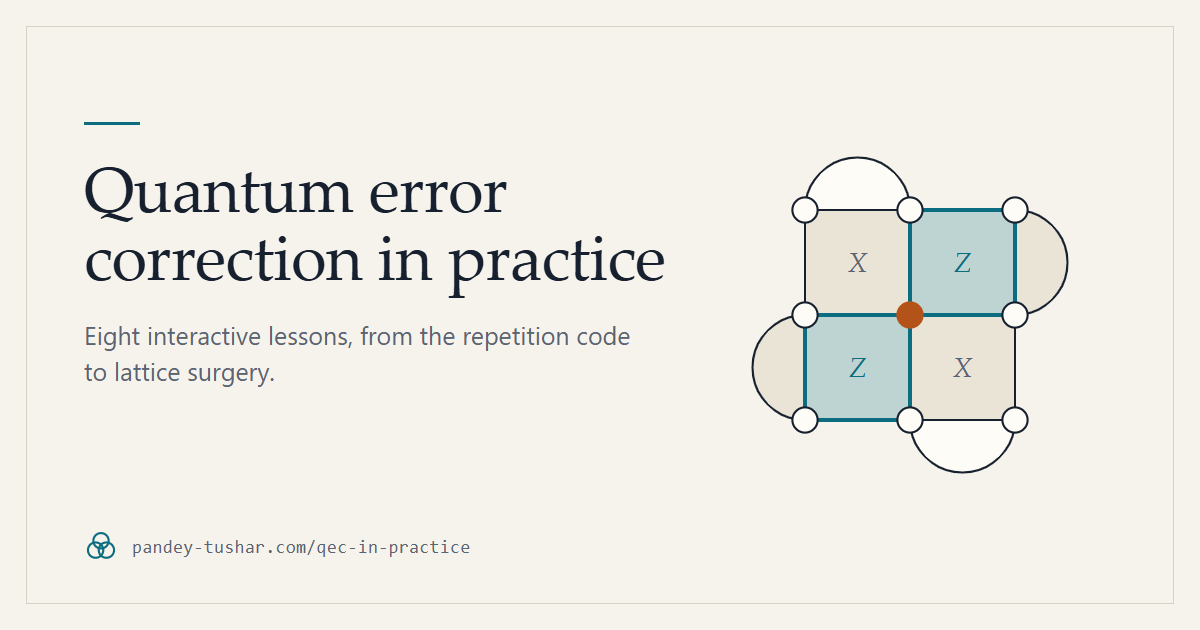 Quantum error
correction in practice
Eight interactive lessons, from the repetition code
to lattice surgery.
X Z
Z X
pandey-tushar.com/qec-in-practice